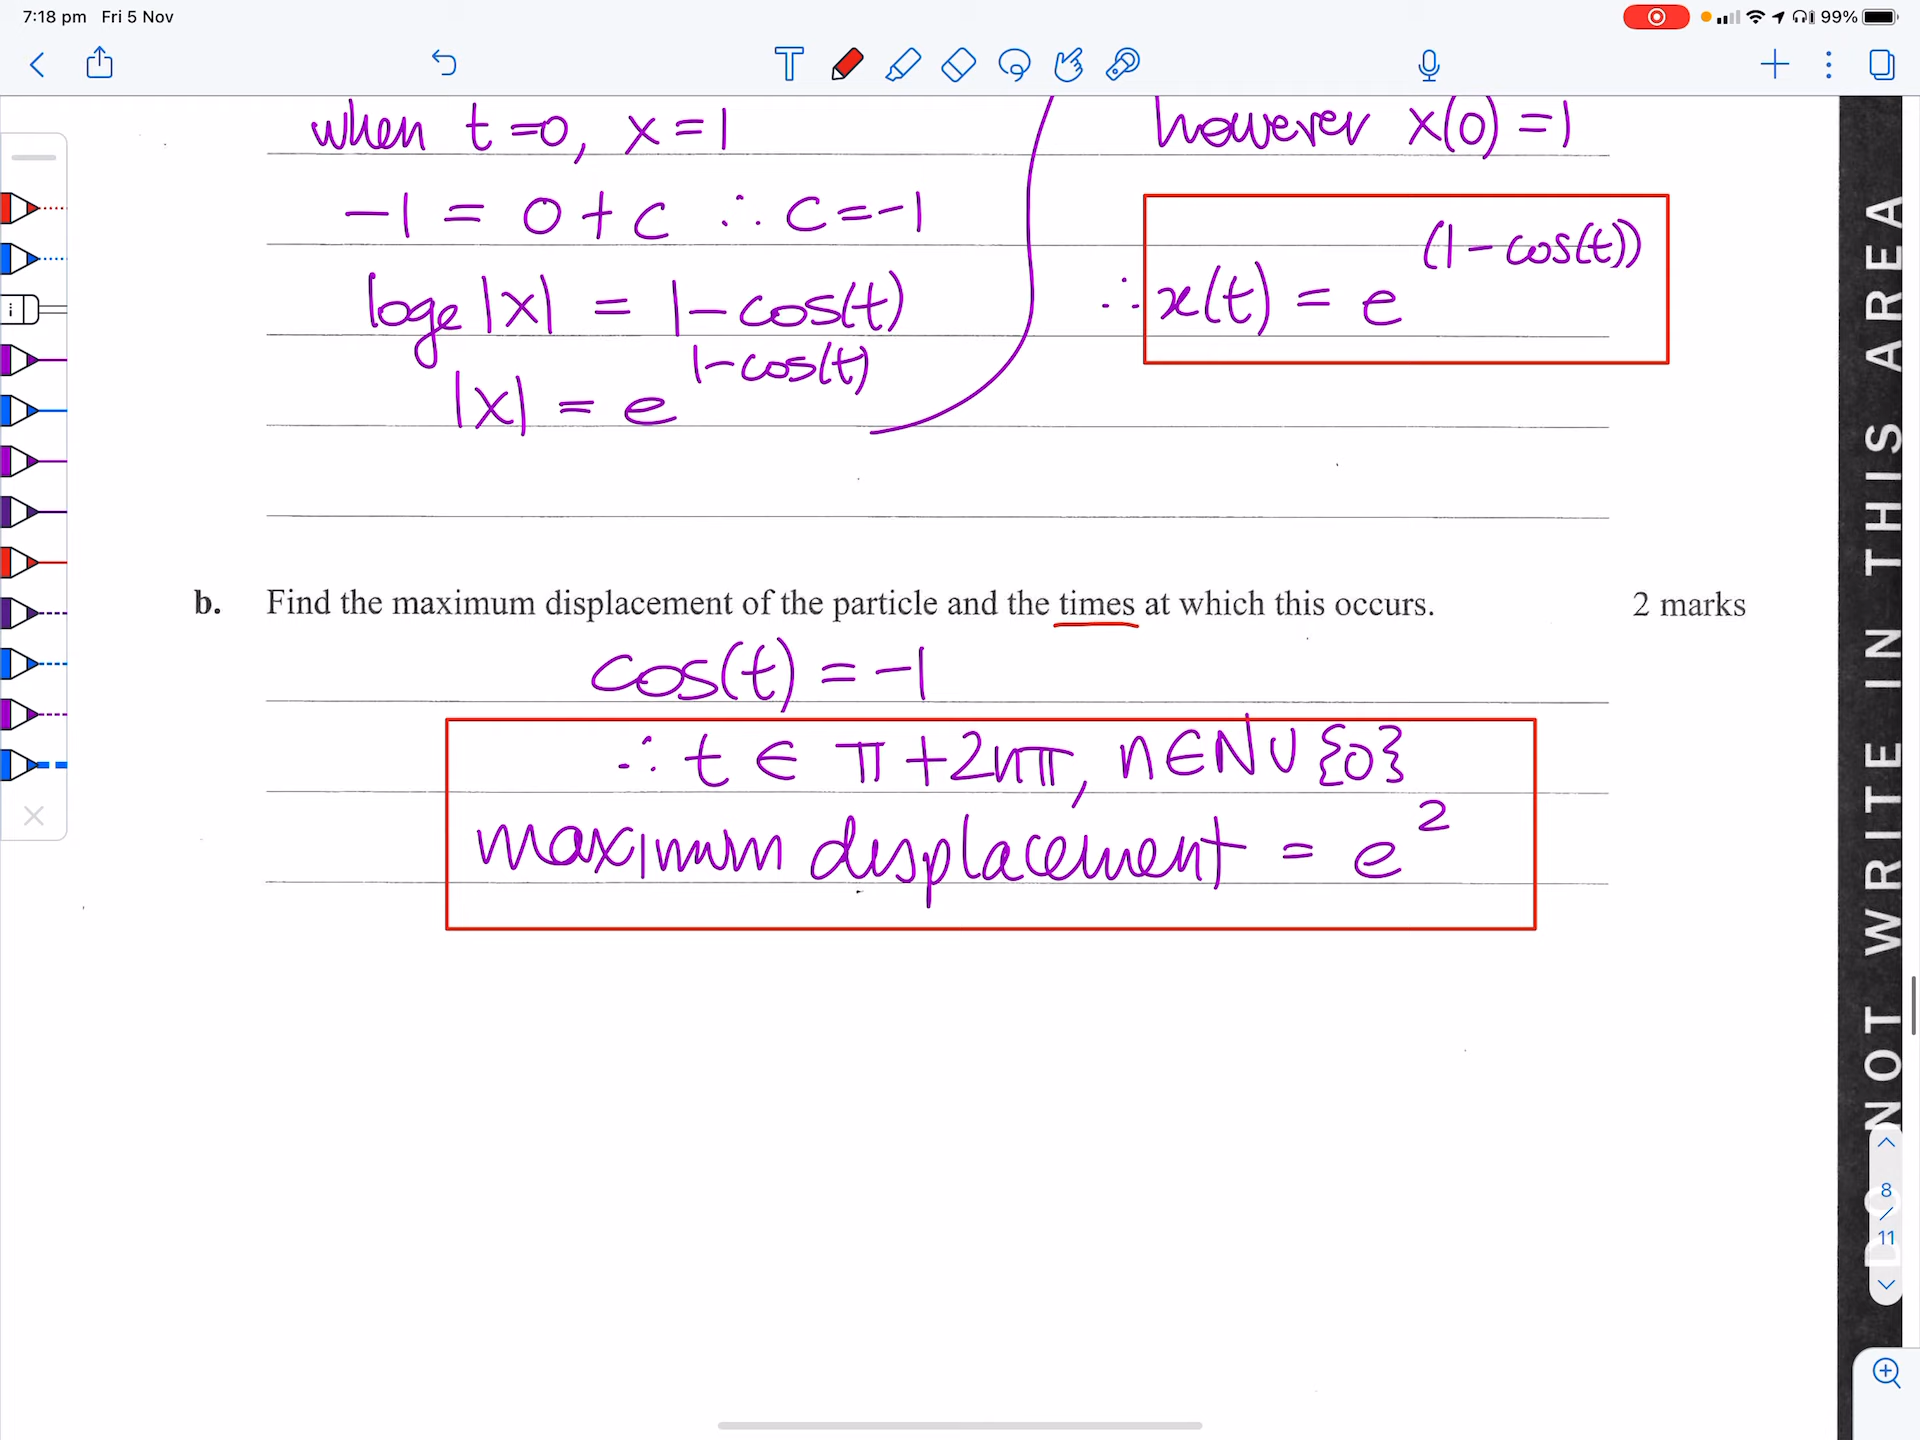 7:18 pm Fri 5 Nov
99%
when t=0, x=1
-1 = 0+c ∴ c=-1
loge |x| = 1-cos(t)
|x| = e^(1-cos(t))
however x(0)=1
∴ x(t) = e^(1-cos(t))
b. Find the maximum displacement of the particle and the times at which this occurs. 2 marks
cos(t) = -1
∴ t ∈ π+2nπ, n∈N∪{0}
maximum displacement = e^2
NOT WRITE IN THIS AREA
8
/
11